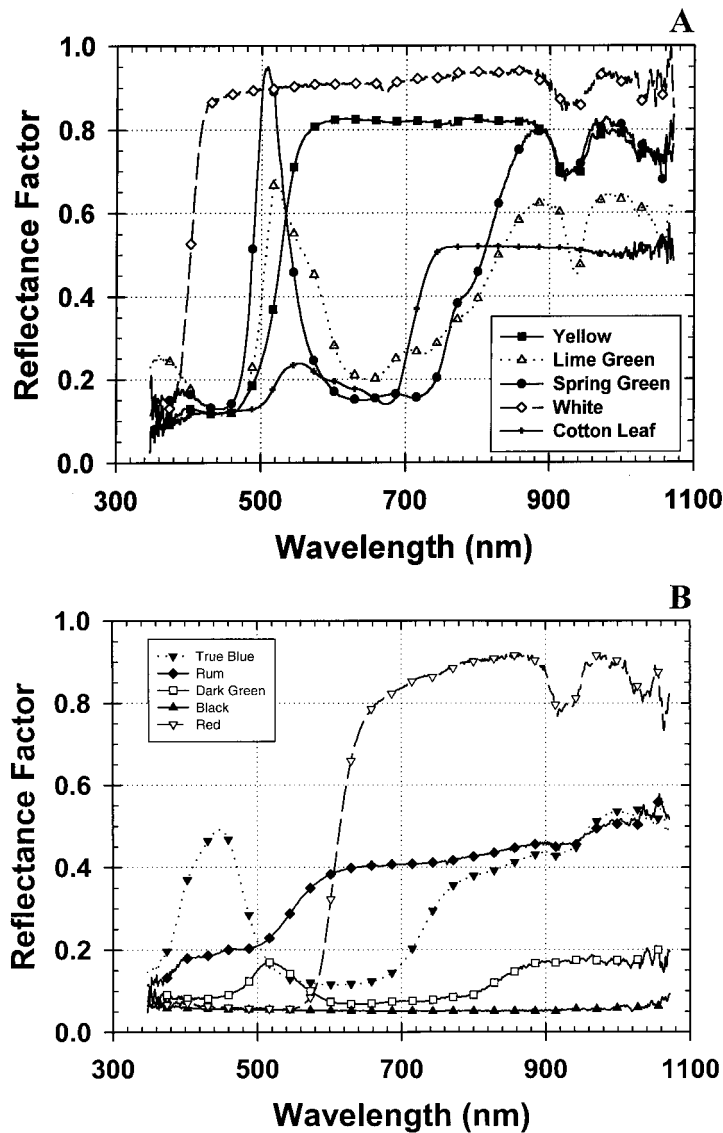 A
1.0
0.8
0.6
0.4
0.2
0.0
Reflectance Factor
Yellow
Lime Green
Spring Green
White
Cotton Leaf
300 500 700 900 1100
Wavelength (nm)
B
1.0
0.8
0.6
0.4
0.2
0.0
Reflectance Factor
True Blue
Rum
Dark Green
Black
Red
300 500 700 900 1100
Wavelength (nm)